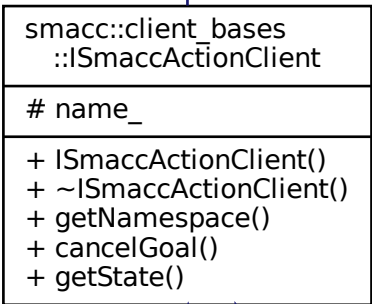 smacc::client_bases
::ISmaccActionClient
# name_
+ ISmaccActionClient()
+ ~ISmaccActionClient()
+ getNamespace()
+ cancelGoal()
+ getState()